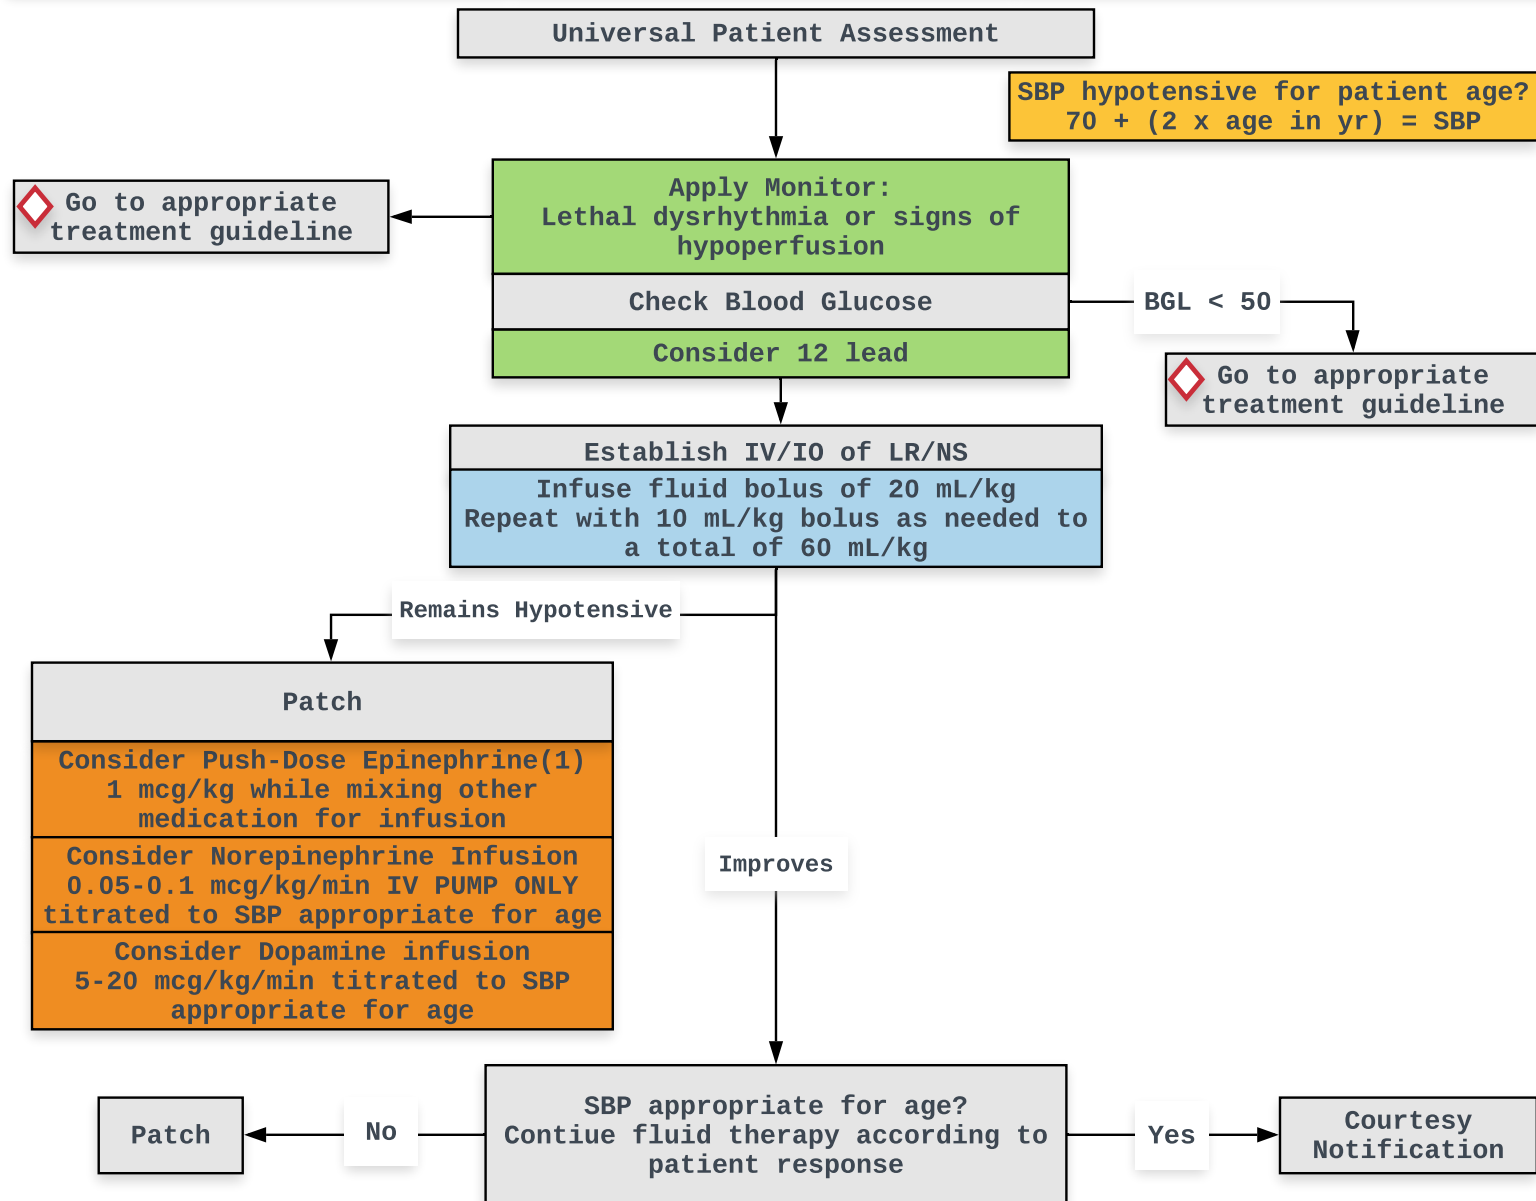 Universal Patient Assessment
SBP hypotensive for patient age?
70 + (2 x age in yr) = SBP
Apply Monitor:
Lethal dysrhythmia or signs of
hypoperfusion
Go to appropriate
treatment guideline
Check Blood Glucose
BGL < 50
Consider 12 lead
Go to appropriate
treatment guideline
Establish IV/IO of LR/NS
Infuse fluid bolus of 20 mL/kg
Repeat with 10 mL/kg bolus as needed to
a total of 60 mL/kg
Remains Hypotensive
Patch
Consider Push-Dose Epinephrine(1)
1 mcg/kg while mixing other
medication for infusion
Consider Norepinephrine Infusion
0.05-0.1 mcg/kg/min IV PUMP ONLY
titrated to SBP appropriate for age
Consider Dopamine infusion
5-20 mcg/kg/min titrated to SBP
appropriate for age
Improves
SBP appropriate for age?
Contiue fluid therapy according to
patient response
No
Patch
Yes
Courtesy
Notification